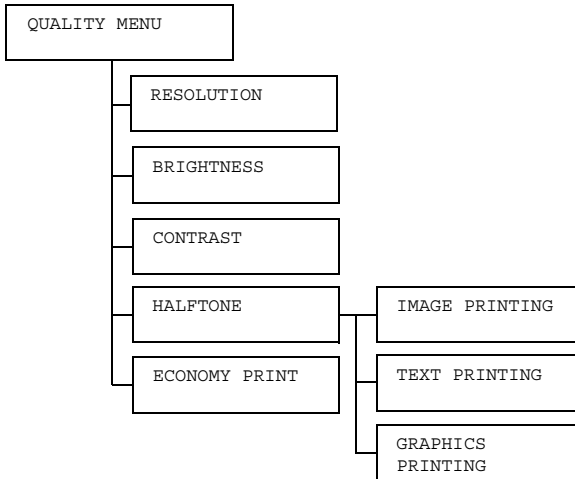 QUALITY MENU
RESOLUTION
BRIGHTNESS
CONTRAST
HALFTONE
IMAGE PRINTING
TEXT PRINTING
ECONOMY PRINT
GRAPHICS
PRINTING